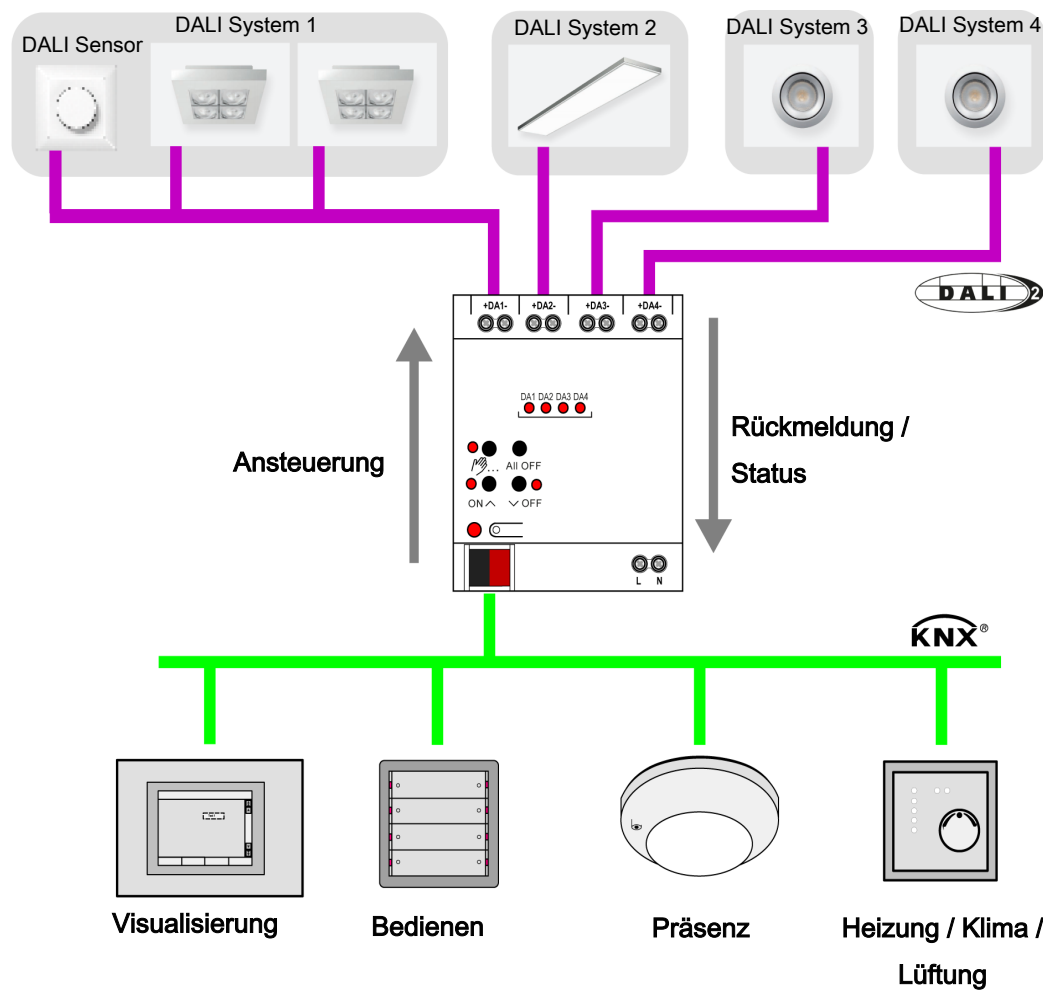 DALI Sensor
DALI System 1
DALI System 2
DALI System 3
DALI System 4
DALI 2
+DA1-
+DA2-
+DA3-
+DA4-
DA1 DA2 DA3 DA4
Ansteuerung
Rückmeldung /
Status
... All OFF
ON
OFF
L N
KNX®
Visualisierung
Bedienen
Präsenz
Heizung / Klima /
Lüftung